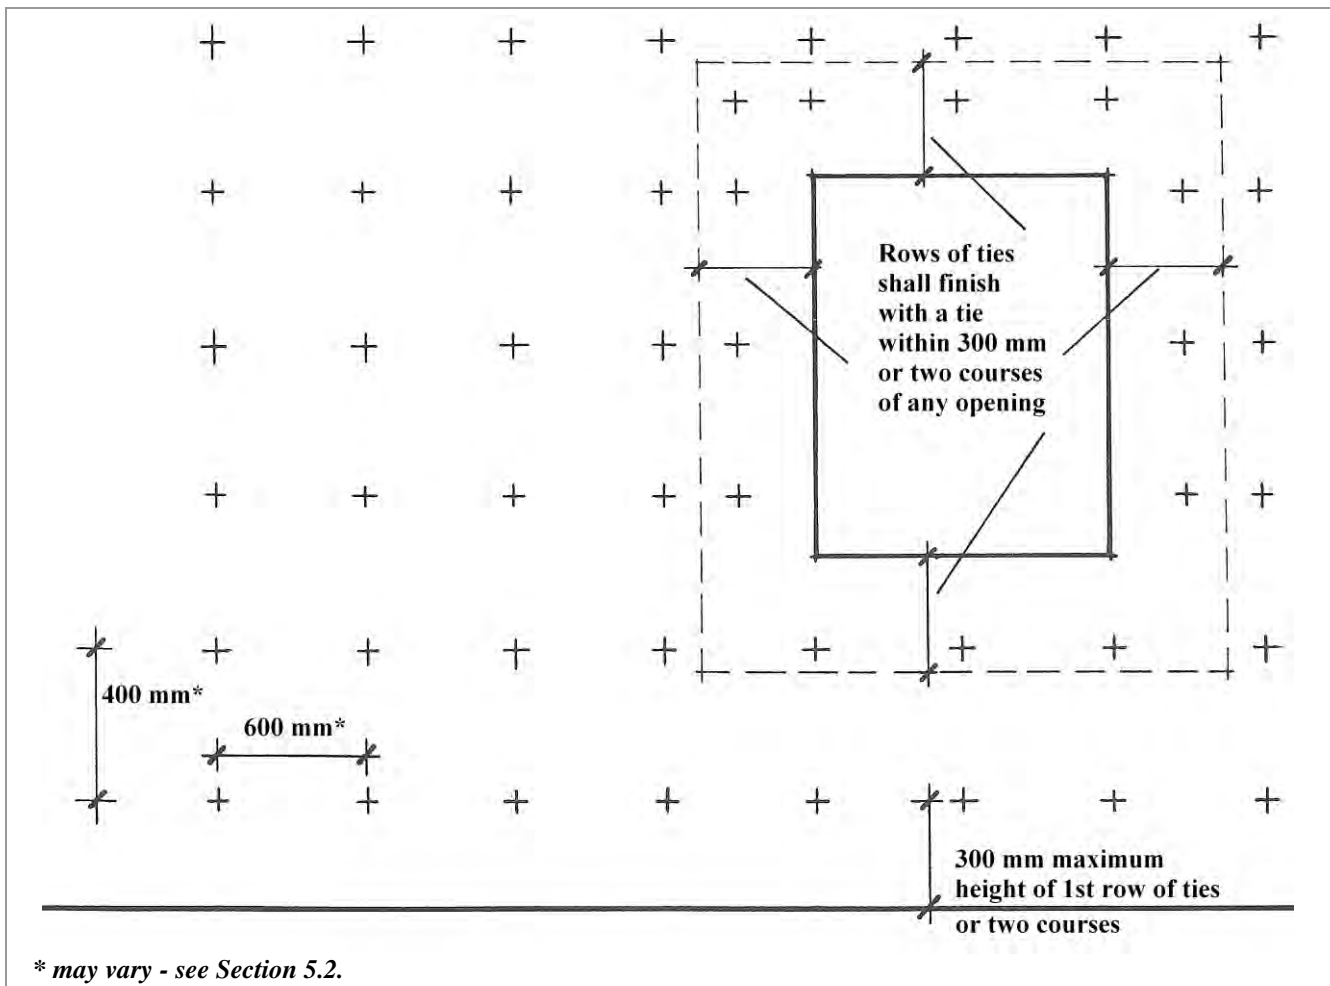 Rows of ties
shall finish
with a tie
within 300 mm
or two courses
of any opening
400 mm*
600 mm*
300 mm maximum
height of 1st row of ties
or two courses
* may vary - see Section 5.2.